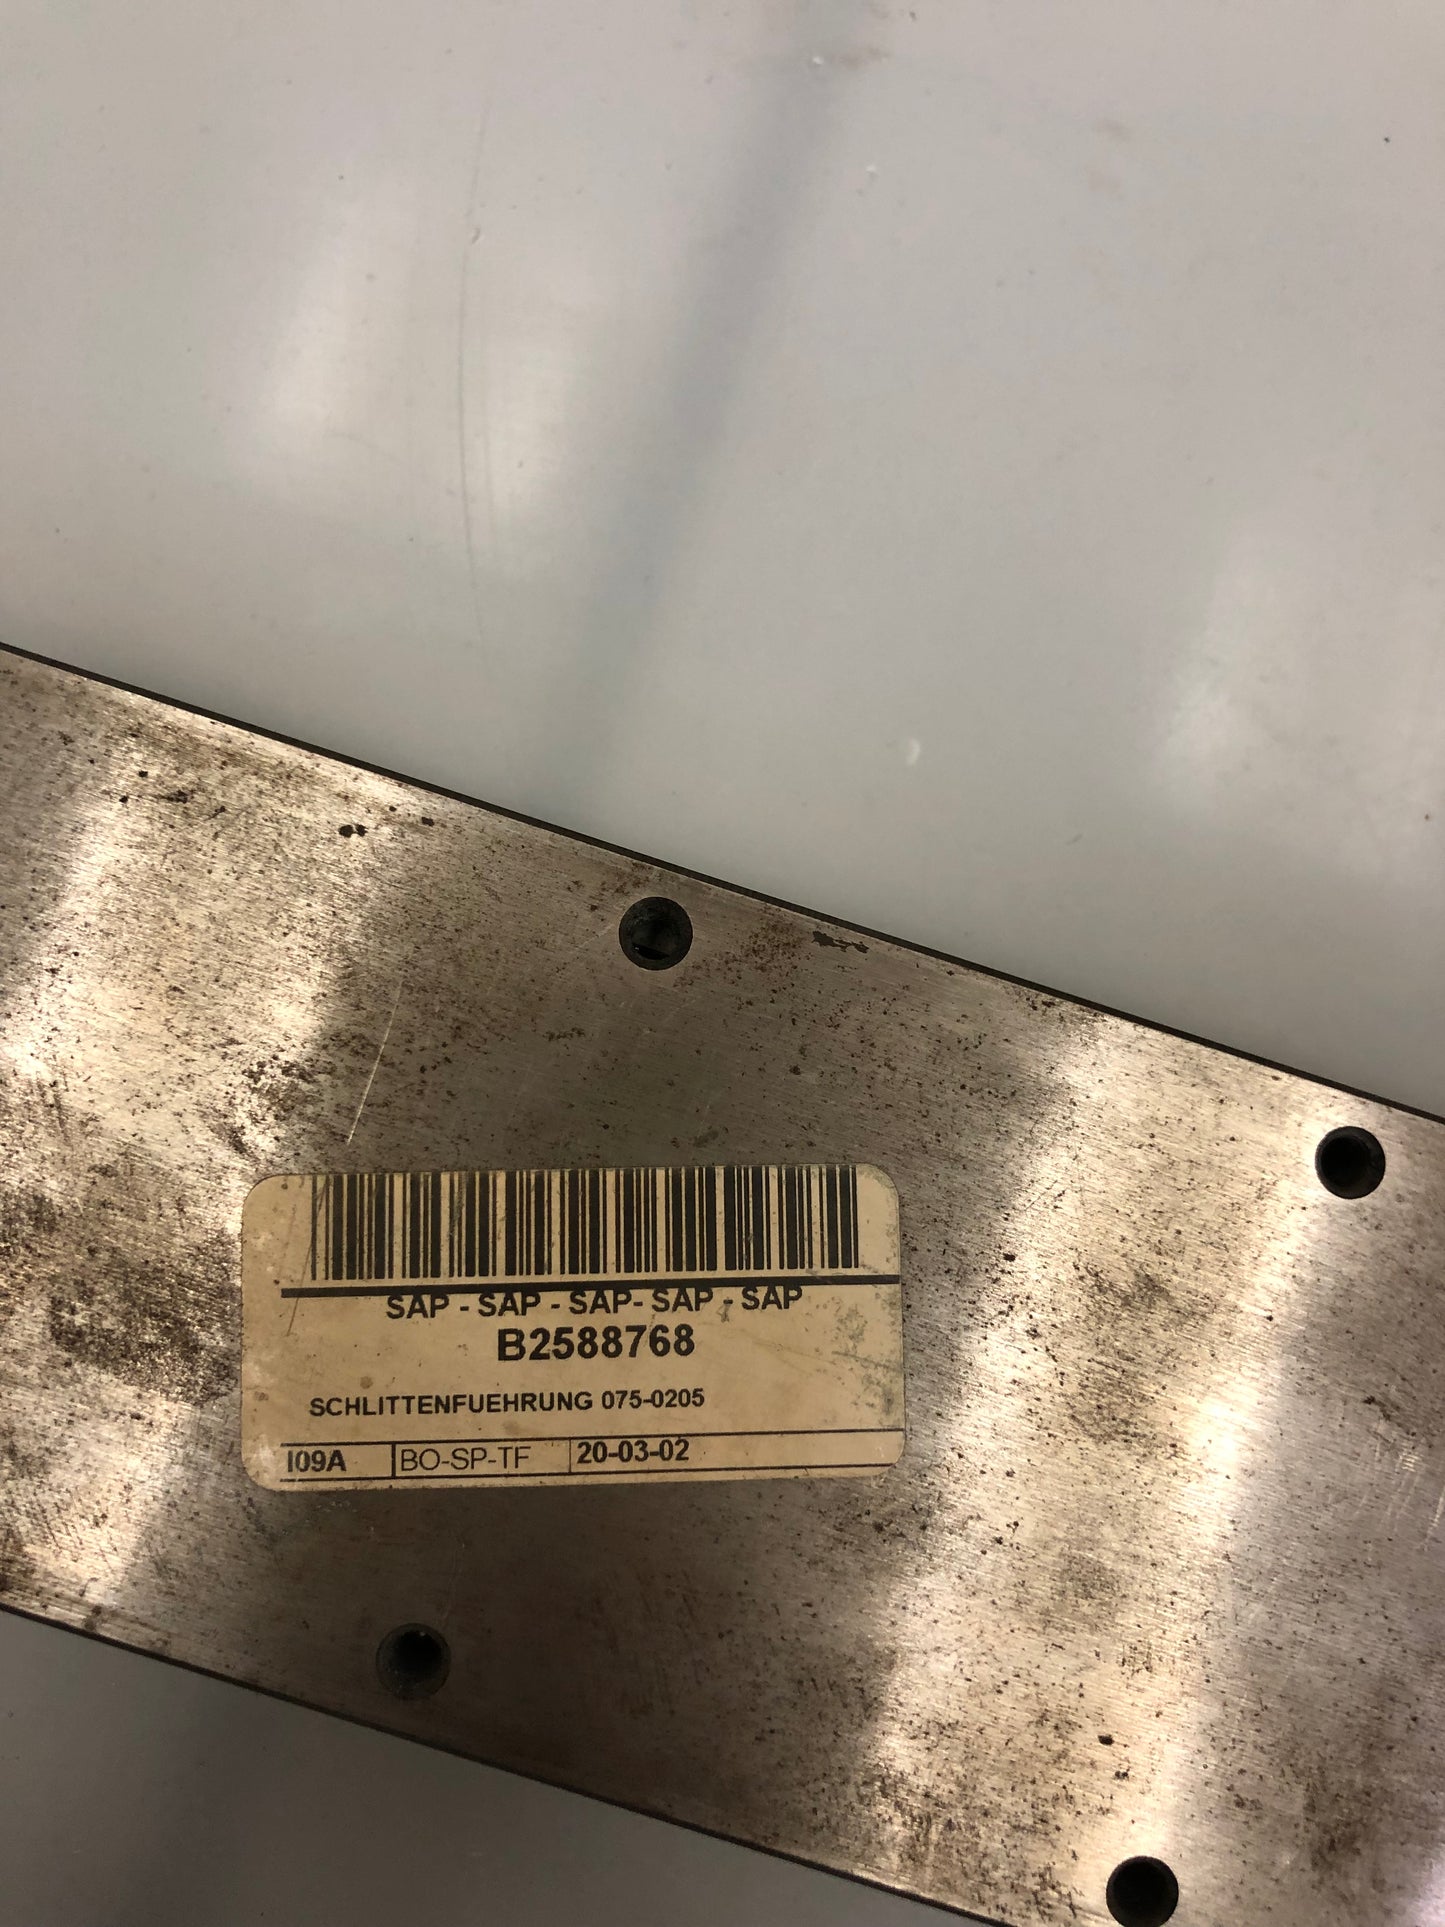 SAP - SAP - SAP- SAP - SAP
B2588768
SCHLITTENFUEHRUNG 075-0205
I09A BO-SP-TF 20-03-02